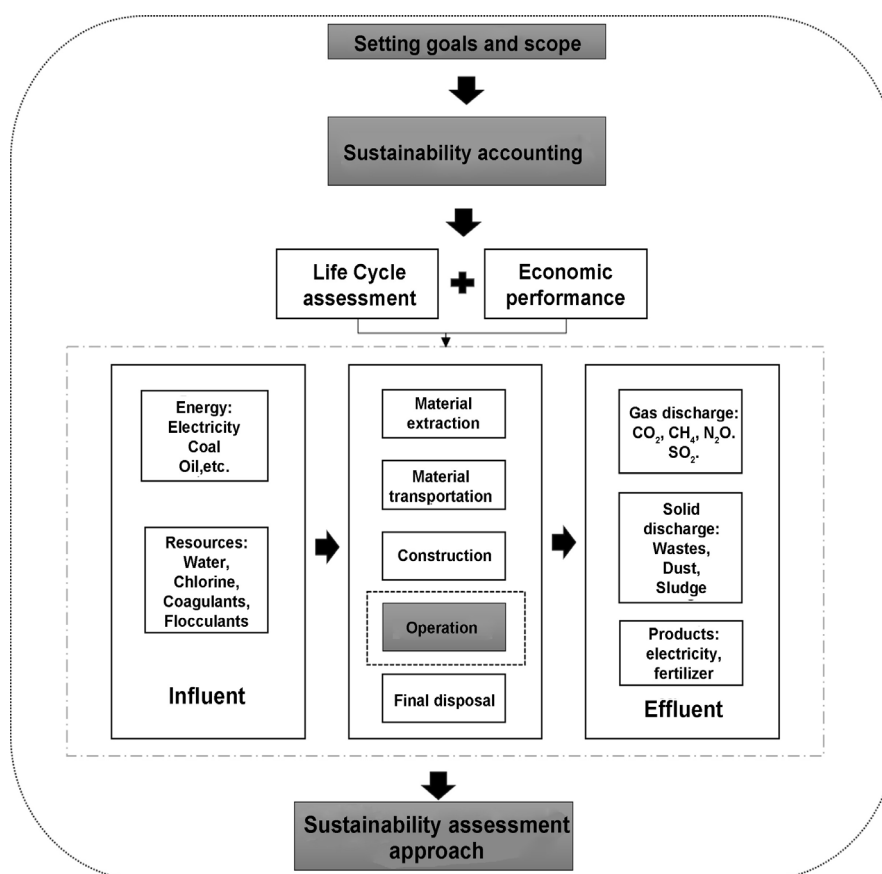 Setting goals and scope
Sustainability accounting
Life Cycle
assessment
Economic
performance
Energy:
Electricity
Coal
Oil,etc.
Resources:
Water,
Chlorine,
Coagulants,
Flocculants
Influent
Material
extraction
Material
transportation
Construction
Operation
Final disposal
Gas discharge:
CO₂, CH₄, N₂O.
SO₂.
Solid
discharge:
Wastes,
Dust,
Sludge
Products:
electricity,
fertilizer
Effluent
Sustainability assessment
approach